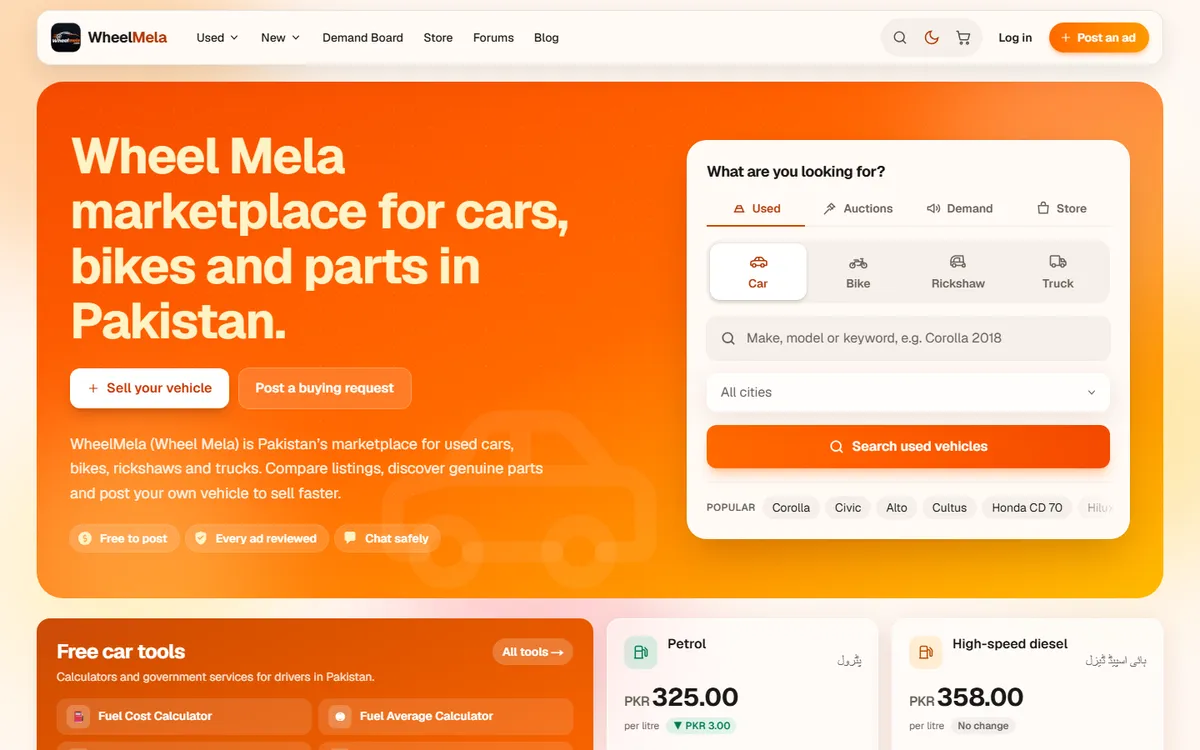 WheelMela
Used
New
Demand Board
Store
Forums
Blog
Log in
+ Post an ad
Wheel Mela
marketplace for cars,
bikes and parts in
Pakistan.
+ Sell your vehicle
Post a buying request
WheelMela (Wheel Mela) is Pakistan's marketplace for used cars,
bikes, rickshaws and trucks. Compare listings, discover genuine parts
and post your own vehicle to sell faster.
Free to post
Every ad reviewed
Chat safely
What are you looking for?
Used
Auctions
Demand
Store
Car
Bike
Rickshaw
Truck
Make, model or keyword, e.g. Corolla 2018
All cities
Search used vehicles
POPULAR
Corolla
Civic
Alto
Cultus
Honda CD 70
Hilux
Free car tools
All tools →
Calculators and government services for drivers in Pakistan.
Fuel Cost Calculator
Fuel Average Calculator
Petrol
پٹرول
PKR 325.00
per litre ▼ PKR 3.00
High-speed diesel
ہائی اسپیڈ ڈیزل
PKR 358.00
per litre No change